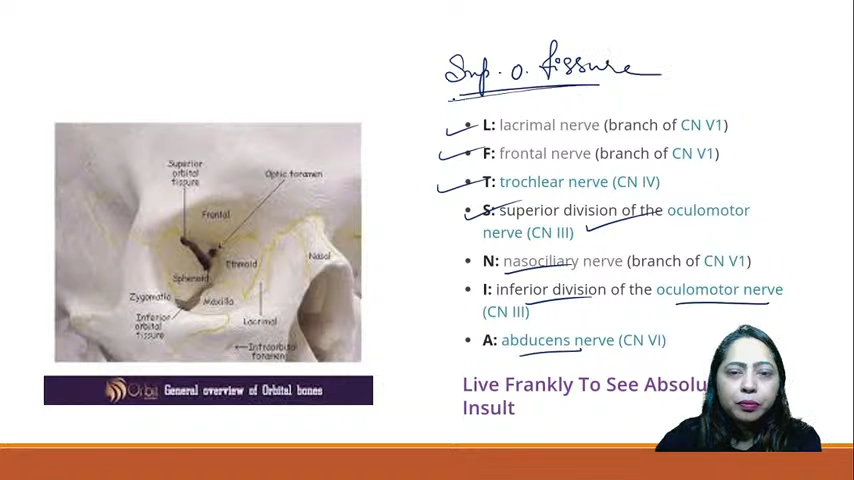 Sup. o. fissure
• L: lacrimal nerve (branch of CN V1)
• F: frontal nerve (branch of CN V1)
• T: trochlear nerve (CN IV)
• S: superior division of the oculomotor
nerve (CN III)
• N: nasociliary nerve (branch of CN V1)
• I: inferior division of the oculomotor nerve
(CN III)
• A: abducens nerve (CN VI)
Live Frankly To See Absolu
Insult
Superior
orbital
fissure
Optic foramen
Frontal
Ethmoid
Nasal
Sphenoid
Zygomatic
Maxilla
Inferior
orbital
fissure
Lacrimal
Infraorbital
foramen
Orbit
General overview of Orbital bones